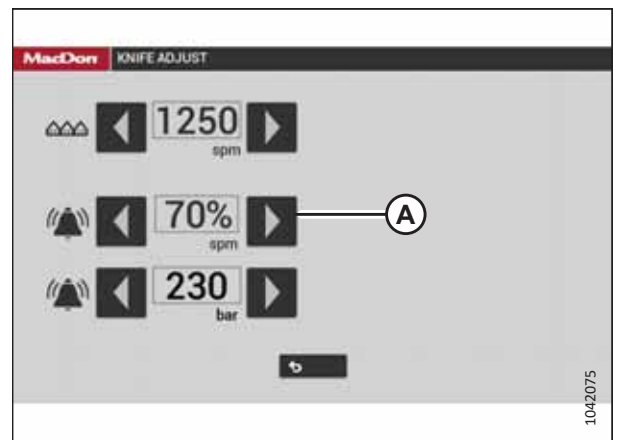 MacDon KNIFE ADJUST
1250
spm
70%
spm
A
230
bar
1042075